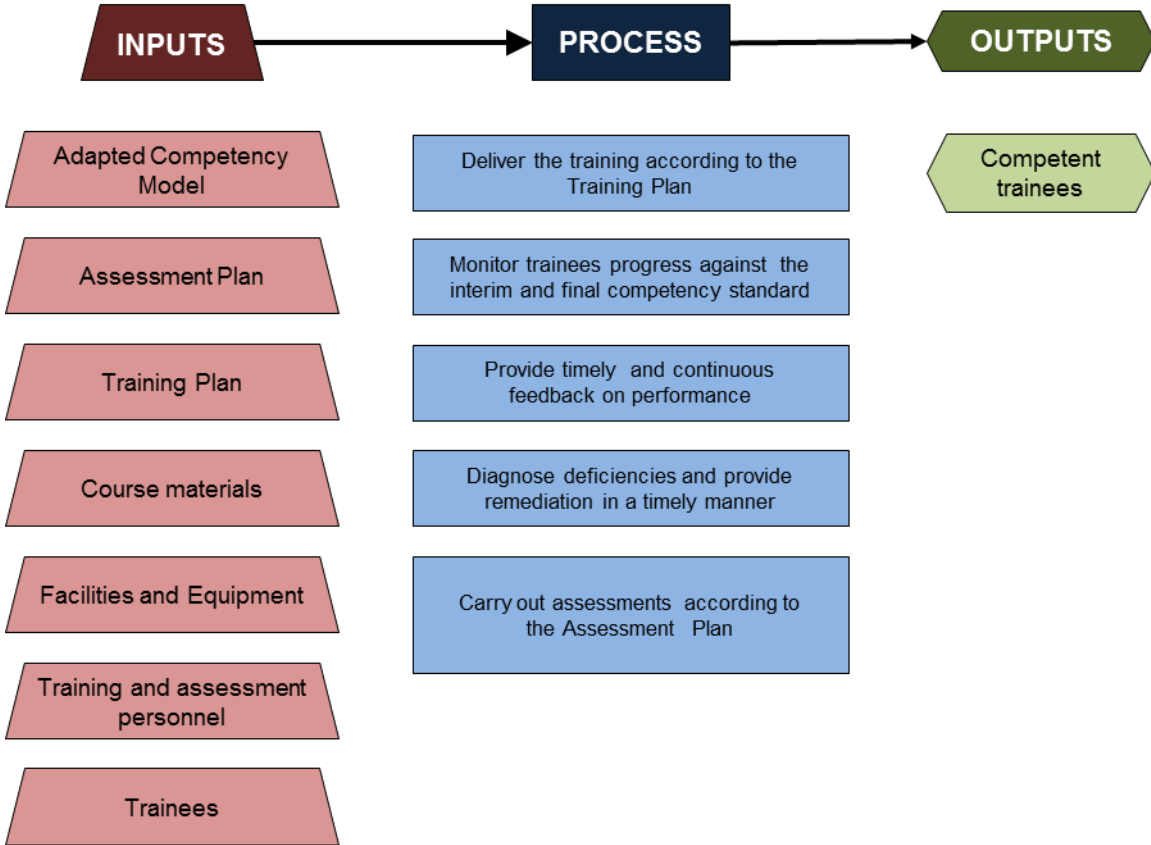 INPUTS
PROCESS
OUTPUTS
Adapted Competency
Model
Assessment Plan
Training Plan
Course materials
Facilities and Equipment
Training and assessment
personnel
Trainees
Deliver the training according to the
Training Plan
Monitor trainees progress against the
interim and final competency standard
Provide timely and continuous
feedback on performance
Diagnose deficiencies and provide
remediation in a timely manner
Carry out assessments according to
the Assessment Plan
Competent
trainees